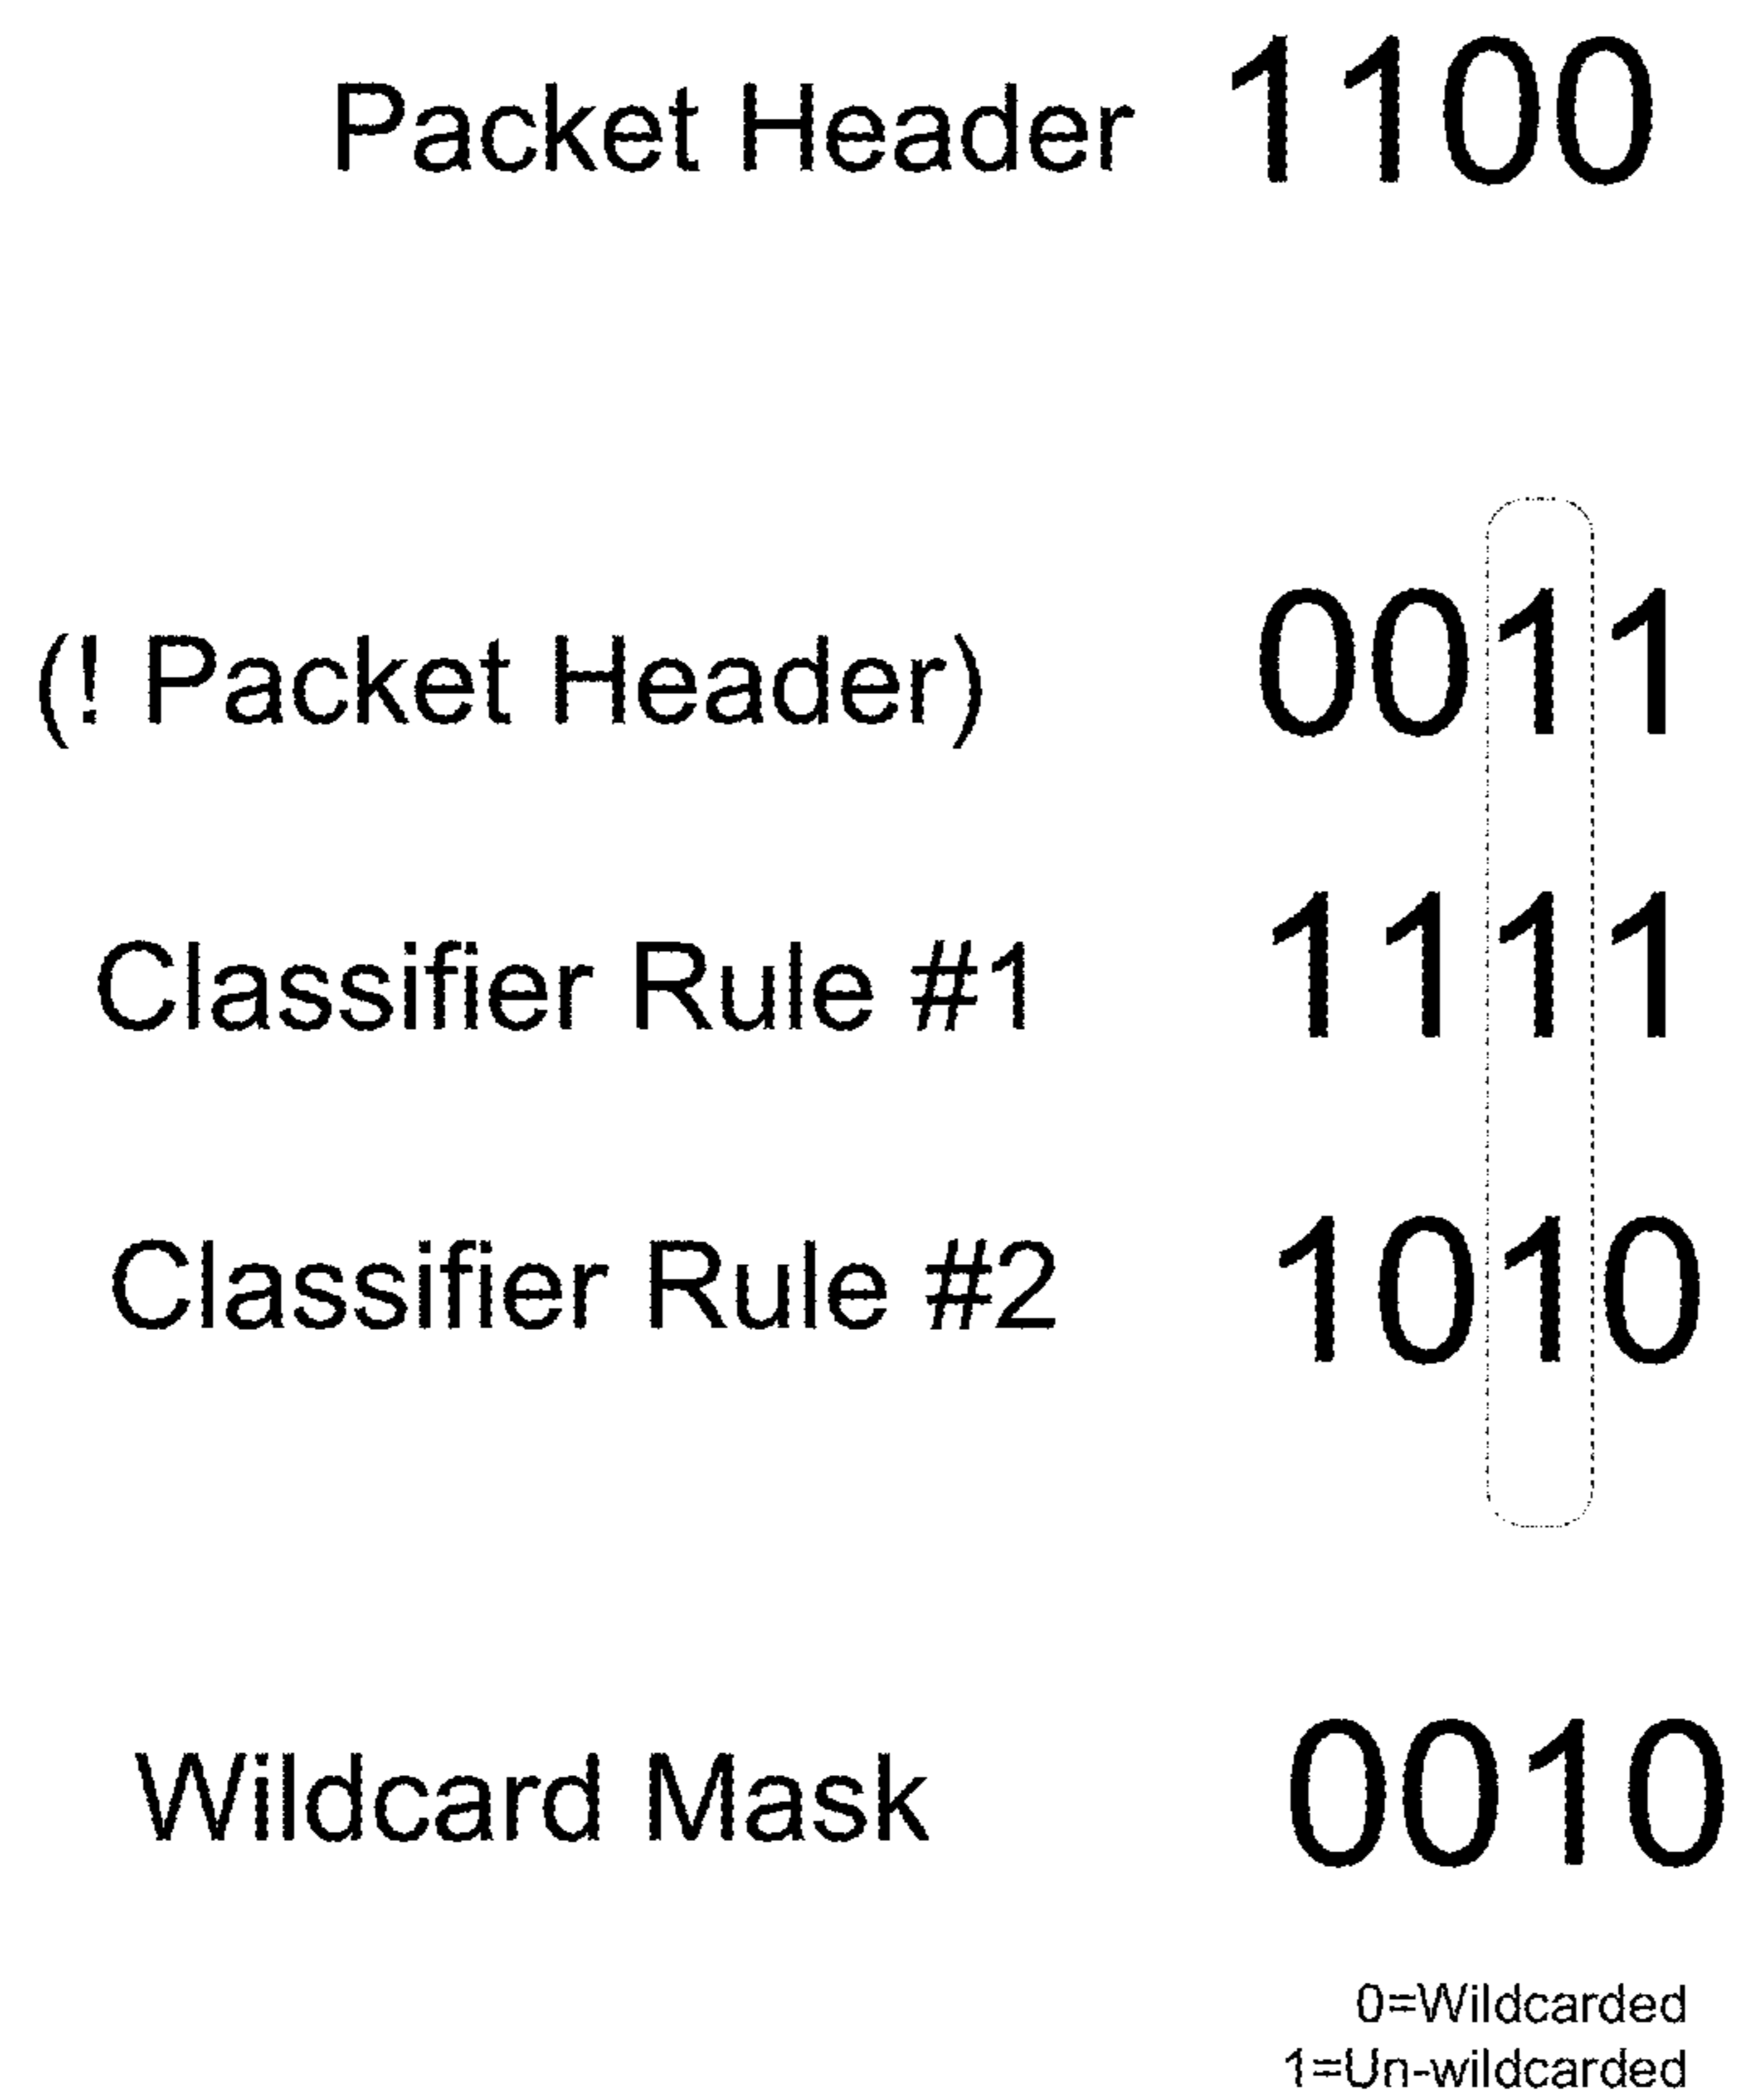 Packet Header 1100
(! Packet Header) 0011
Classifier Rule #1 1111
Classifier Rule #2 1010
Wildcard Mask 0010
0=Wildcarded
1=Un-wildcarded